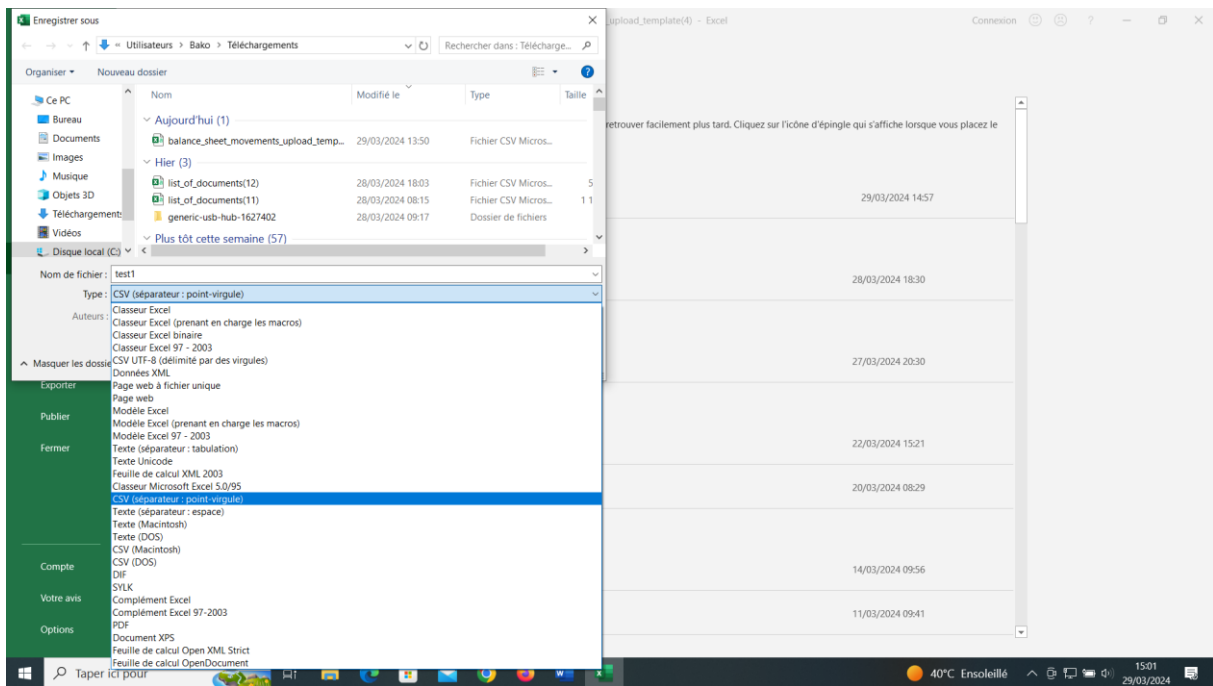 Enregistrer sous
_upload_template(4) - Excel
Connexion
?
« Utilisateurs > Bako > Téléchargements
Rechercher dans : Télécharge...
Organiser
Nouveau dossier
Nom
Modifié le
Type
Taille
Ce PC
Bureau
Documents
Images
Musique
Objets 3D
Téléchargements
Vidéos
Disque local (C:)
Aujourd'hui (1)
balance_sheet_movements_upload_temp... 29/03/2024 13:50 Fichier CSV Micros...
Hier (3)
list_of_documents(12) 28/03/2024 18:03 Fichier CSV Micros... 5
list_of_documents(11) 28/03/2024 08:15 Fichier CSV Micros... 1 1
generic-usb-hub-1627402 28/03/2024 09:17 Dossier de fichiers
Plus tôt cette semaine (57)
retrouver facilement plus tard. Cliquez sur l'icône d'épingle qui s'affiche lorsque vous placez le
29/03/2024 14:57
28/03/2024 18:30
27/03/2024 20:30
22/03/2024 15:21
20/03/2024 08:29
14/03/2024 09:56
11/03/2024 09:41
Nom de fichier : test1
Type : CSV (séparateur : point-virgule)
Auteurs :
Masquer les dossie
Classeur Excel
Classeur Excel (prenant en charge les macros)
Classeur Excel binaire
Classeur Excel 97 - 2003
CSV UTF-8 (délimité par des virgules)
Données XML
Page web à fichier unique
Page web
Modèle Excel
Modèle Excel (prenant en charge les macros)
Modèle Excel 97 - 2003
Texte (séparateur : tabulation)
Texte Unicode
Feuille de calcul XML 2003
Classeur Microsoft Excel 5.0/95
CSV (séparateur : point-virgule)
Texte (séparateur : espace)
Texte (Macintosh)
Texte (DOS)
CSV (Macintosh)
CSV (DOS)
DIF
SYLK
Complément Excel
Complément Excel 97-2003
PDF
Document XPS
Feuille de calcul Open XML Strict
Feuille de calcul OpenDocument
Exporter
Publier
Fermer
Compte
Votre avis
Options
Taper ici pour
40°C Ensoleillé
15:01
29/03/2024